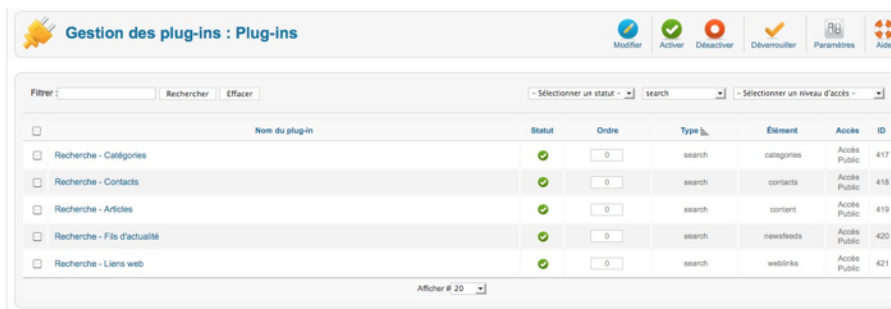 Gestion des plug-ins : Plug-ins
Modifier Activer Désactiver Déverrouiller Paramètres Aide
Filtrer : Rechercher Effacer - Sélectionner un statut - search - Sélectionner un niveau d'accès -
Nom du plug-in Statut Ordre Type Élément Accès ID
Recherche - Catégories 0 search categories Accès Public 417
Recherche - Contacts 0 search contacts Accès Public 418
Recherche - Articles 0 search content Accès Public 419
Recherche - Fils d'actualité 0 search newsfeeds Accès Public 420
Recherche - Liens web 0 search weblinks Accès Public 421
Afficher # 20